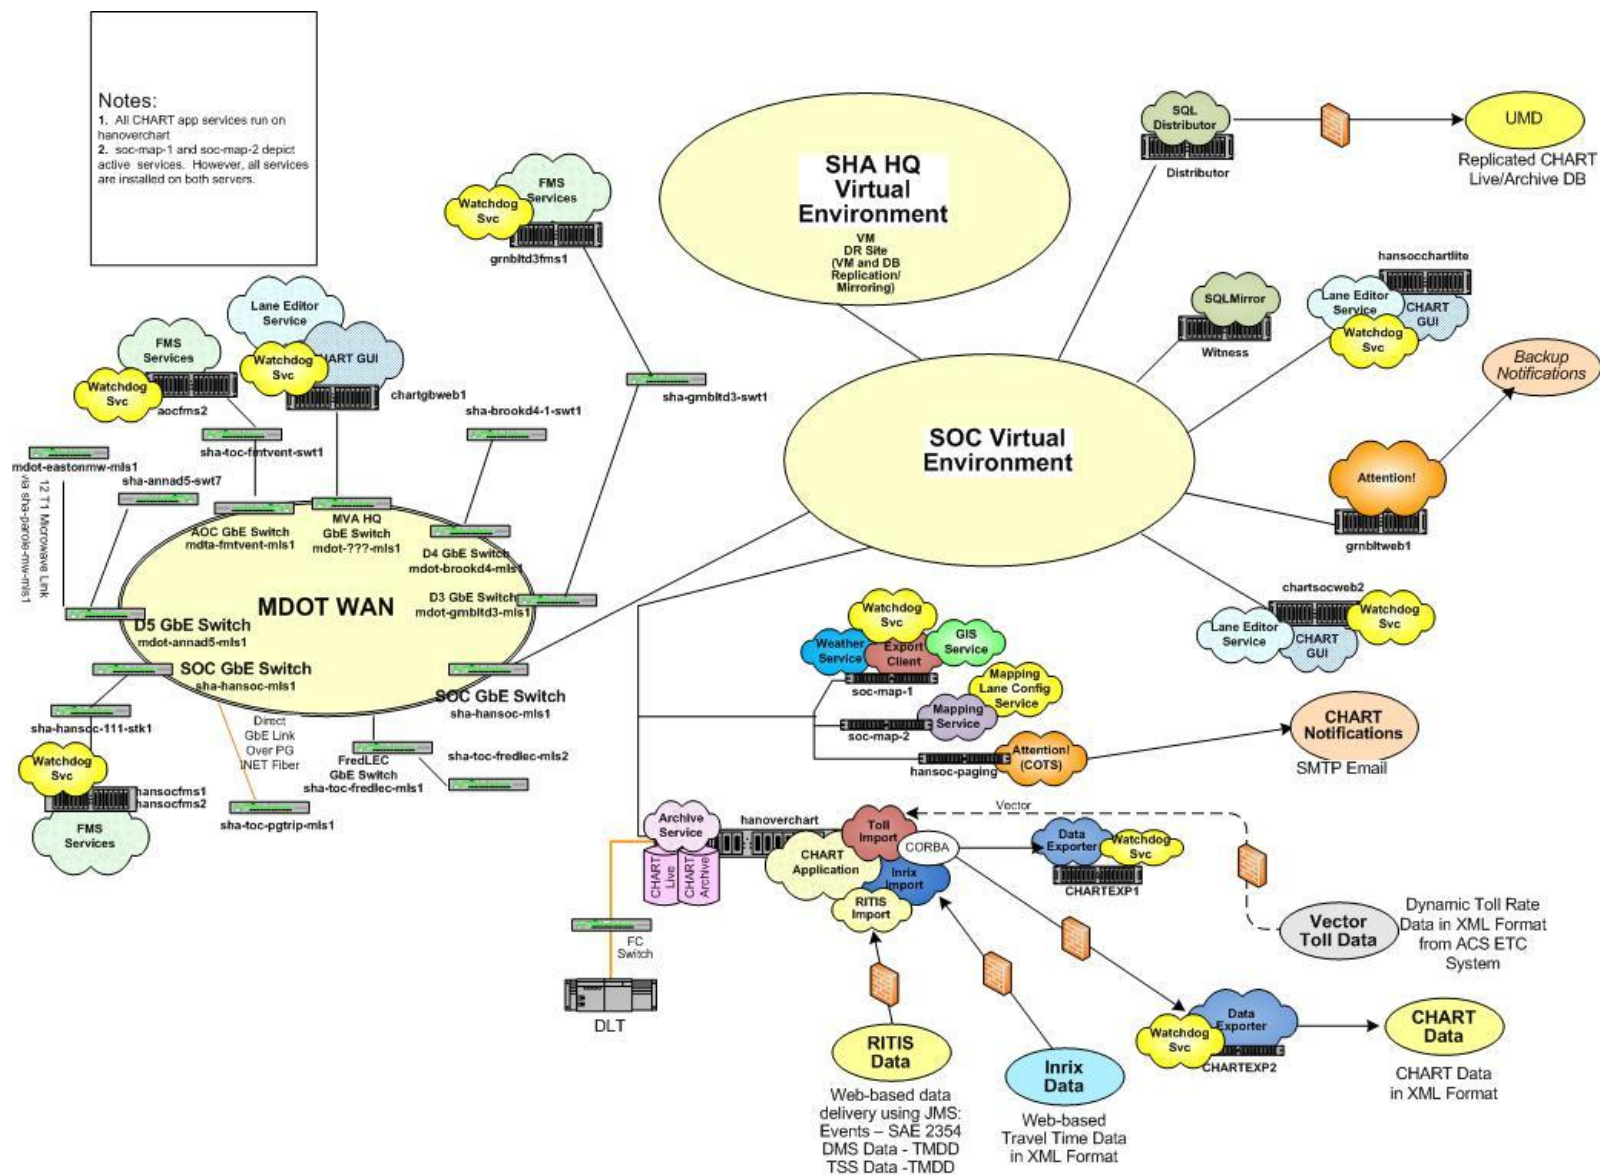 Notes:
1. All CHART app services run on
hanoverchart
2. soc-map-1 and soc-map-2 depict
active services. However, all services
are installed on both servers.
SHA HQ
Virtual
Environment
VM
DR Site
(VM and DB
Replication/
Mirroring)
SQL
Distributor
Distributor
UMD
Replicated CHART
Live/Archive DB
FMS
Services
Watchdog
Svc
grnbltd3fms1
hansocchartlite
Lane Editor
Service
CHART
GUI
Watchdog
Svc
SQLMirror
Witness
Backup
Notifications
Lane Editor
Service
Watchdog
Svc
HART GUI
chartgbweb1
FMS
Services
Watchdog
Svc
aocfms2
sha-grnbltd3-swt1
sha-brookd4-1-swt1
sha-toc-fmtvent-swt1
mdot-eastonmw-mls1
12 T1 Microwave Link
via sha-parole-mw-mls1
sha-annad5-swt7
SOC Virtual
Environment
Attention!
grnbltweb1
AOC GbE Switch
mdta-fmtvent-mls1
MVA HQ
GbE Switch
mdot-???-mls1
D4 GbE Switch
mdot-brookd4-mls1
D3 GbE Switch
mdot-grnbltd3-mls1
MDOT WAN
D5 GbE Switch
mdot-annad5-mls1
SOC GbE Switch
sha-hansoc-mls1
SOC GbE Switch
sha-hansoc-mls1
chartsocweb2
Watchdog
Svc
Lane Editor
Service
CHART
GUI
Watchdog
Svc
Weather
Service
Export
Client
GIS
Service
soc-map-1
Mapping
Lane Config
Service
Mapping
Service
soc-map-2
Attention!
(COTS)
hansoc-paging
CHART
Notifications
SMTP Email
sha-hansoc-111-stk1
Direct
GbE Link
Over PG
INET Fiber
FredLEC
GbE Switch
sha-toc-fredlec-mls1
sha-toc-fredlec-mls2
Watchdog
Svc
hansocfms1
hansocfms2
FMS
Services
sha-toc-pgtrip-mls1
Archive
Service
CHART
Live
CHART
Archive
hanoverchart
Toll
Import
CORBA
CHART
Application
Inrix
Import
RITIS
Import
Vector
Data
Exporter
Watchdog
Svc
CHARTEXP1
Vector
Toll Data
Dynamic Toll Rate
Data in XML Format
from ACS ETC
System
FC
Switch
DLT
RITIS
Data
Web-based data
delivery using JMS:
Events – SAE 2354
DMS Data - TMDD
TSS Data -TMDD
Inrix
Data
Web-based
Travel Time Data
in XML Format
Data
Exporter
Watchdog
Svc
CHARTEXP2
CHART
Data
CHART Data
in XML Format